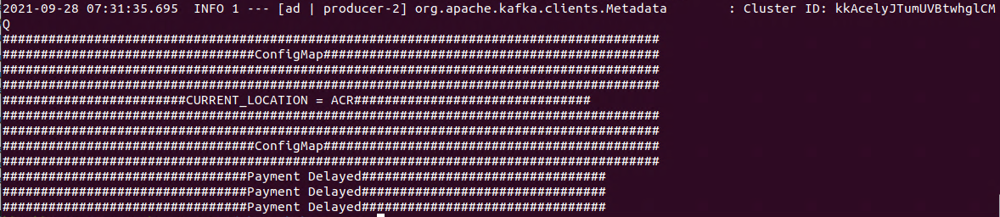 2021-09-28 07:31:35.695  INFO 1 --- [ad | producer-2] org.apache.kafka.clients.Metadata        : Cluster ID: kkAcelyJTumUVBtwhglCM
Q
######################################################################################
#################################ConfigMap############################################
######################################################################################
######################################################################################
########################CURRENT_LOCATION = ACR###############################
######################################################################################
######################################################################################
#################################ConfigMap############################################
######################################################################################
################################Payment Delayed################################
################################Payment Delayed################################
################################Payment Delayed################################